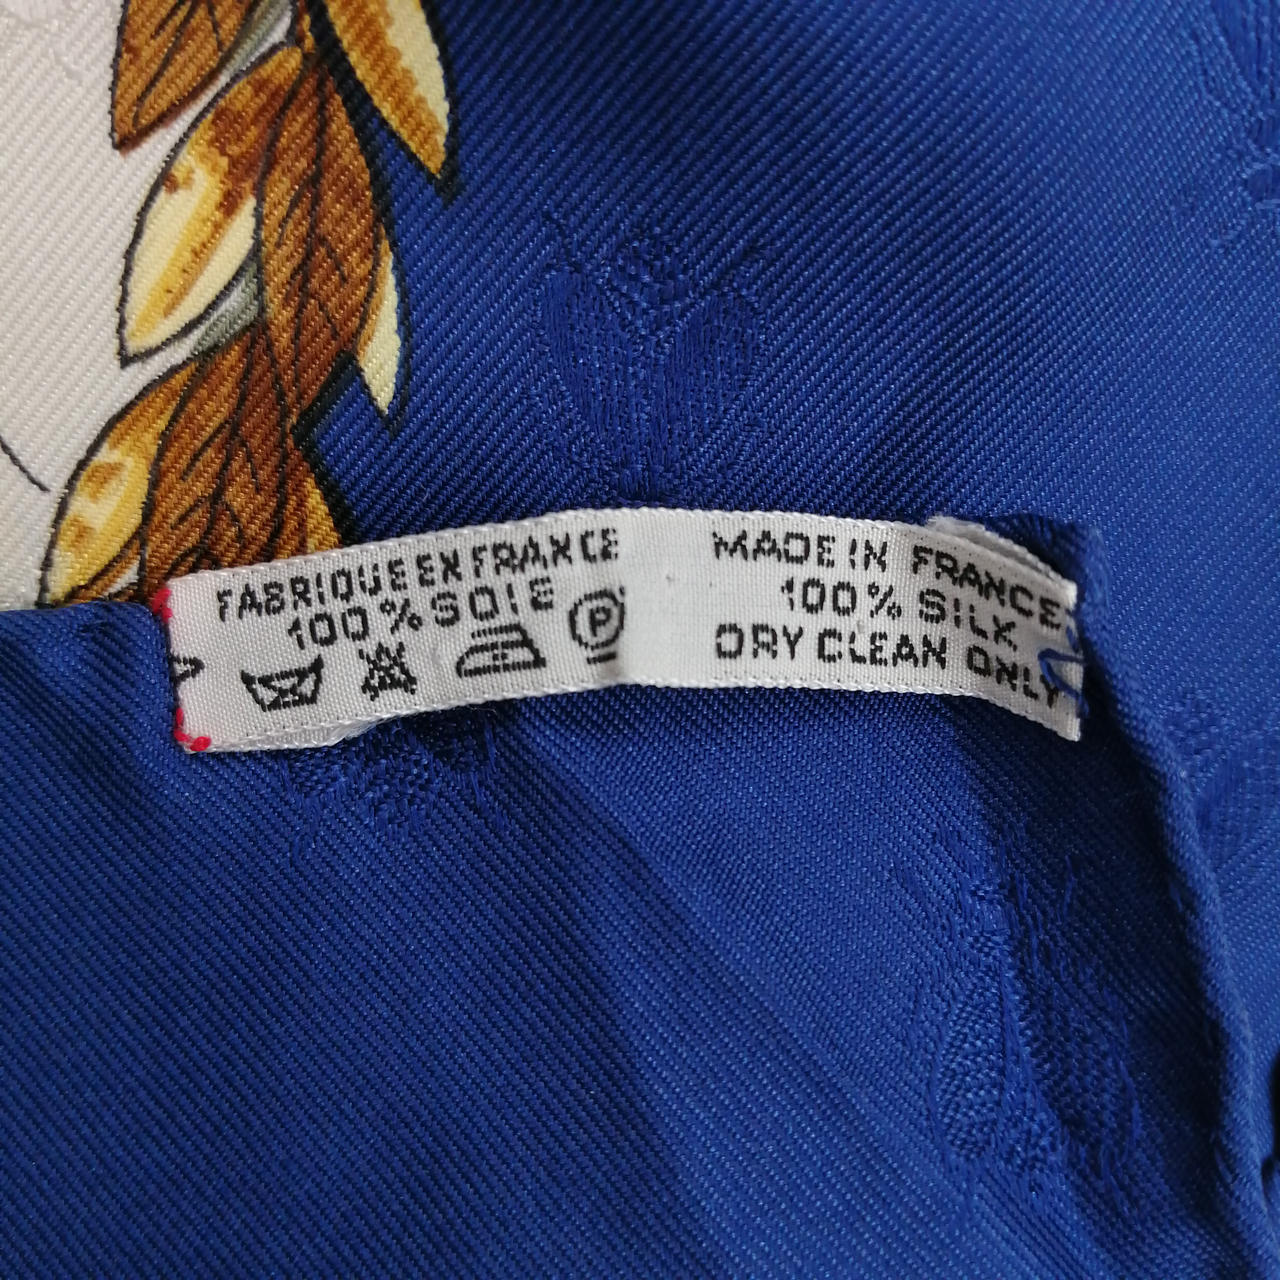 FABRIQUE EN FRANCE
100% SOIE
P
MADE IN FRANCE
100% SILK
DRY CLEAN ONLY